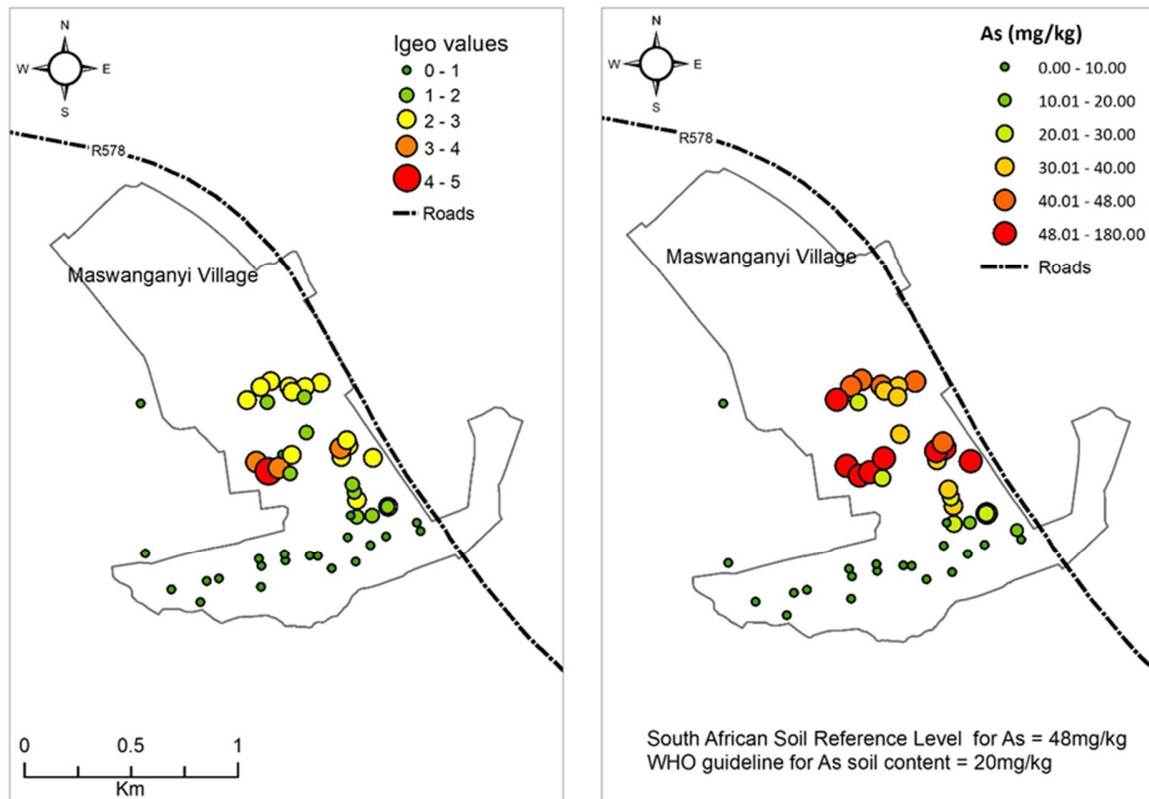 N
W E
S
R578
Maswanganyi Village
Igeo values
0 - 1
1 - 2
2 - 3
3 - 4
4 - 5
Roads
0 0.5 1
Km
N
W E
S
R578
Maswanganyi Village
As (mg/kg)
0.00 - 10.00
10.01 - 20.00
20.01 - 30.00
30.01 - 40.00
40.01 - 48.00
48.01 - 180.00
Roads
South African Soil Reference Level for As = 48mg/kg
WHO guideline for As soil content = 20mg/kg